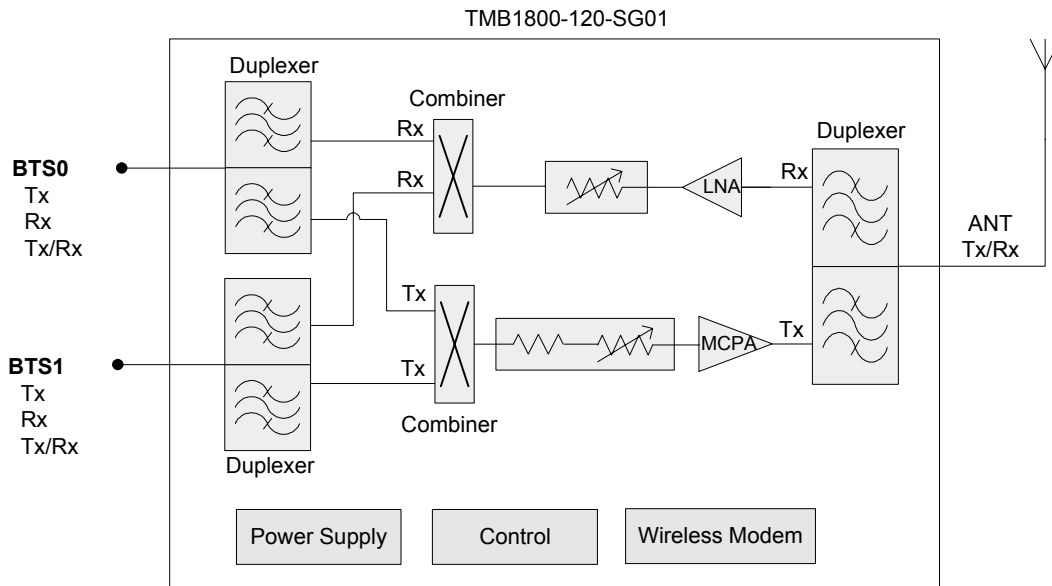 TMB1800-120-SG01
Duplexer
Combiner
Rx
Rx
BTS0
Tx
Rx
Tx/Rx
LNA
Rx
Duplexer
ANT
Tx/Rx
Tx
Tx
Combiner
MCPA
Tx
BTS1
Tx
Rx
Tx/Rx
Duplexer
Power Supply
Control
Wireless Modem